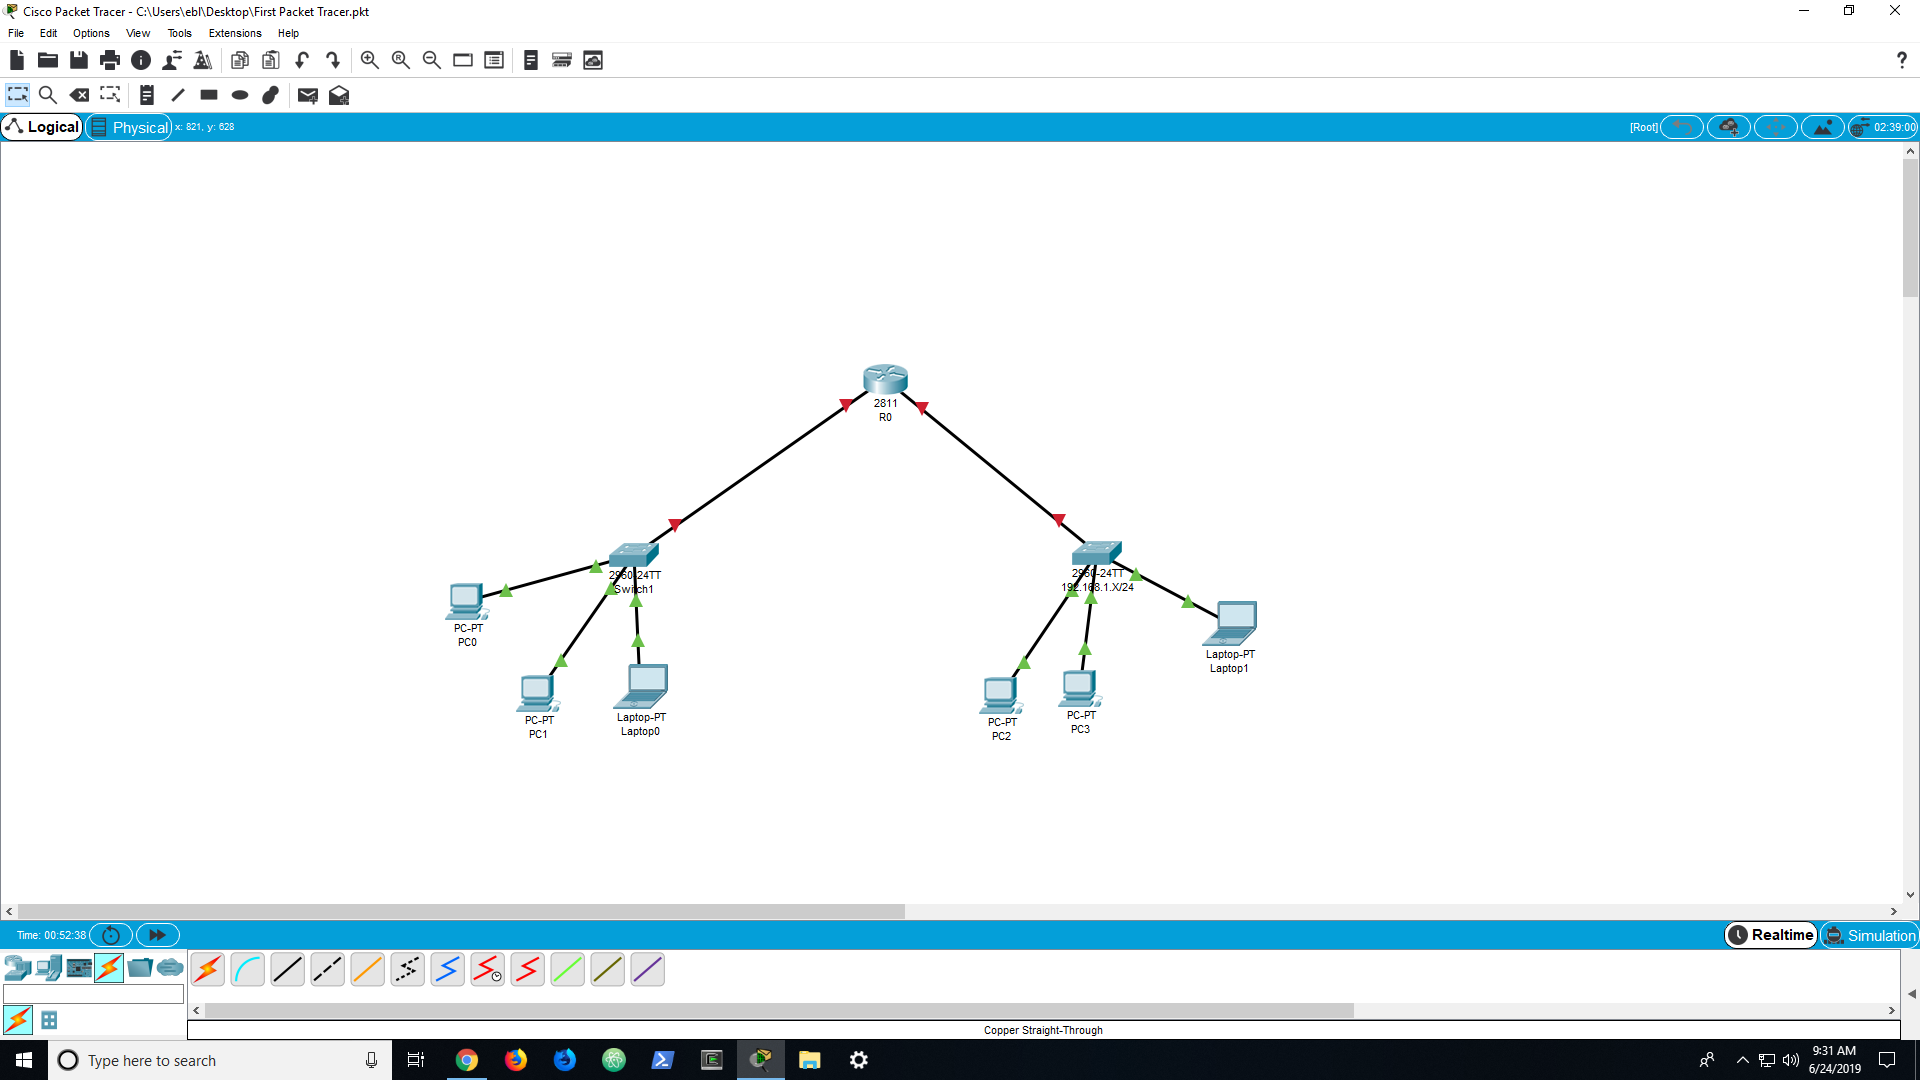 Cisco Packet Tracer - C:\Users\ebl\Desktop\First Packet Tracer.pkt
File Edit Options View Tools Extensions Help
?
Logical Physical x: 821, y: 628 [Root] 02:39:00
2811
R0
2960-24TT
Switch1
2960-24TT
192.168.1.X/24
PC-PT
PC0
PC-PT
PC1
Laptop-PT
Laptop0
PC-PT
PC2
PC-PT
PC3
Laptop-PT
Laptop1
Time: 00:52:38 Realtime Simulation
Copper Straight-Through
Type here to search
9:31 AM
6/24/2019